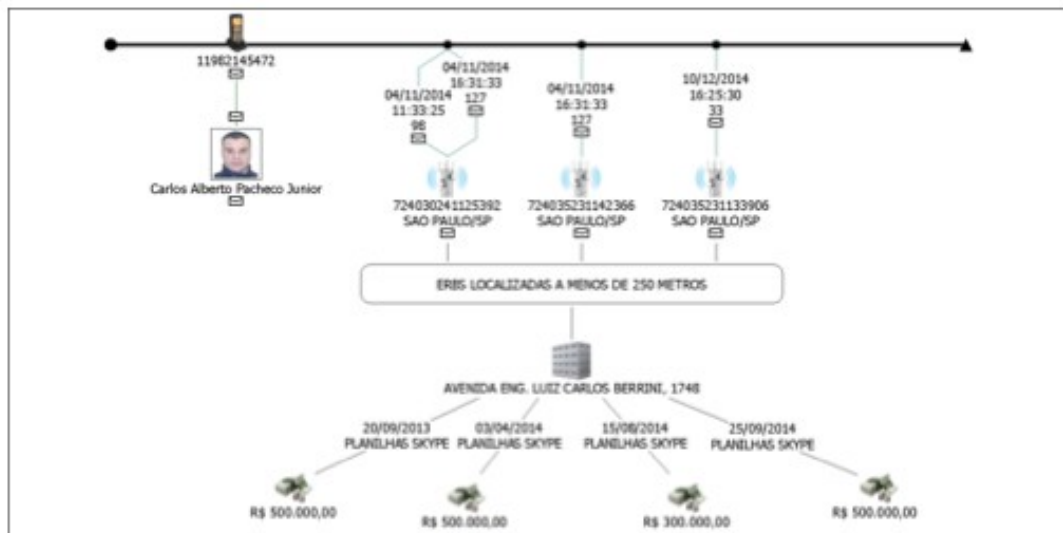 11982145472
Carlos Alberto Pacheco Junior
04/11/2014
11:33:25
98
04/11/2014
16:31:33
127
04/11/2014
16:31:33
127
10/12/2014
16:25:30
33
724030241125392
SAO PAULO/SP
724035231142366
SAO PAULO/SP
724035231133906
SAO PAULO/SP
ERBS LOCALIZADAS A MENOS DE 250 METROS
AVENIDA ENG. LUIZ CARLOS BERRINI, 1748
20/09/2013
PLANILHAS SKYPE
03/04/2014
PLANILHAS SKYPE
15/08/2014
PLANILHAS SKYPE
25/09/2014
PLANILHAS SKYPE
R$ 500.000,00
R$ 500.000,00
R$ 300.000,00
R$ 500.000,00